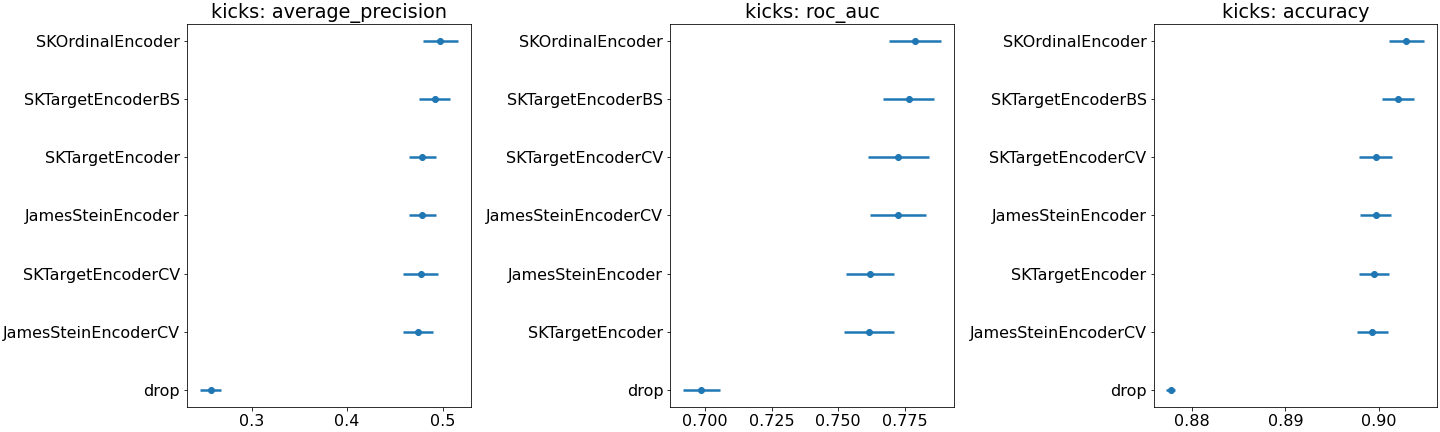 kicks: average_precision
SKOrdinalEncoder
SKTargetEncoderBS
SKTargetEncoder
JamesSteinEncoder
SKTargetEncoderCV
JamesSteinEncoderCV
drop
0.3 0.4 0.5
kicks: roc_auc
SKOrdinalEncoder
SKTargetEncoderBS
SKTargetEncoderCV
JamesSteinEncoderCV
JamesSteinEncoder
SKTargetEncoder
drop
0.700 0.725 0.750 0.775
kicks: accuracy
SKOrdinalEncoder
SKTargetEncoderBS
SKTargetEncoderCV
JamesSteinEncoder
SKTargetEncoder
JamesSteinEncoderCV
drop
0.88 0.89 0.90